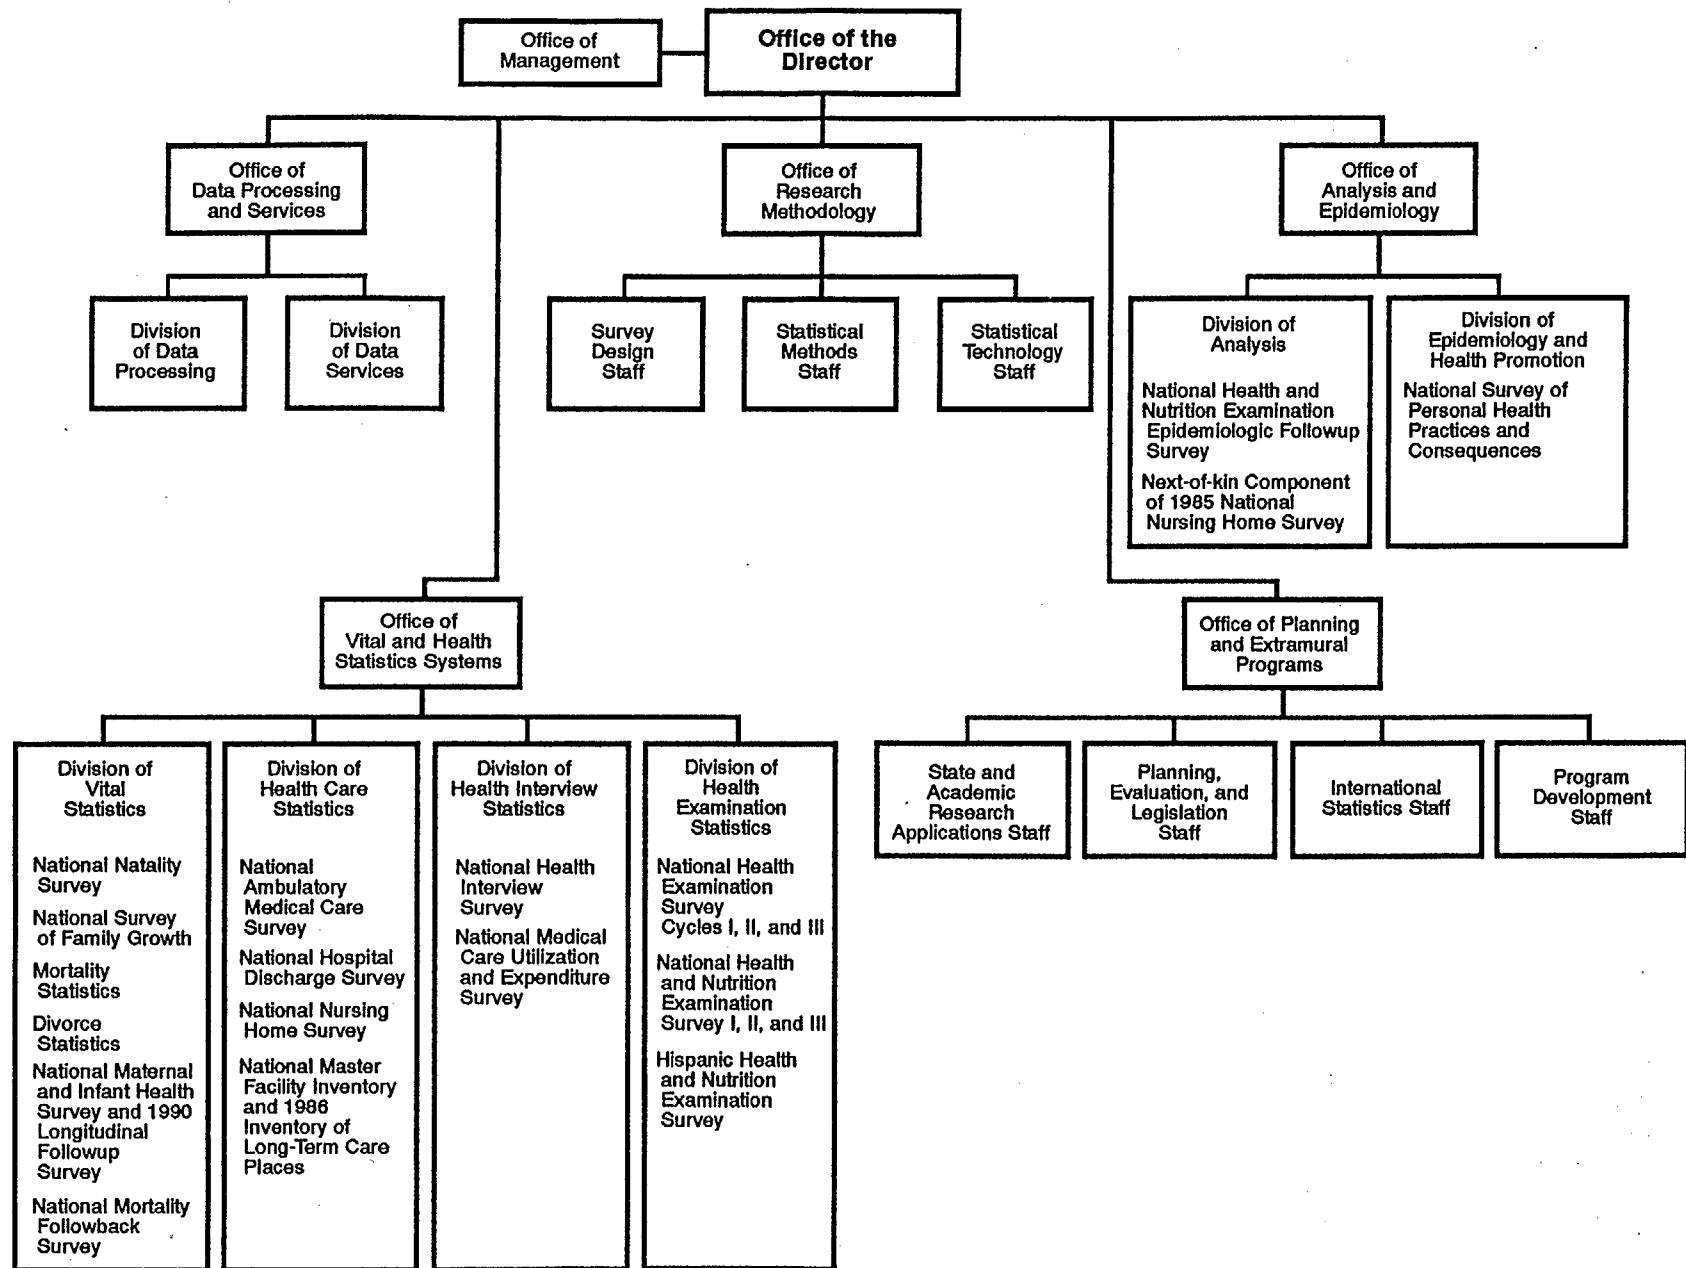 Office of
Management
Office of the
Director
Office of
Data Processing
and Services
Office of
Research
Methodology
Office of
Analysis and
Epidemiology
Division
of Data
Processing
Division
of Data
Services
Survey
Design
Staff
Statistical
Methods
Staff
Statistical
Technology
Staff
Division of
Analysis
National Health and
Nutrition Examination
Epidemiologic Followup
Survey
Next-of-kin Component
of 1985 National
Nursing Home Survey
Division of
Epidemiology and
Health Promotion
National Survey of
Personal Health
Practices and
Consequences
Office of
Vital and Health
Statistics Systems
Office of Planning
and Extramural
Programs
Division of
Vital
Statistics
National Natality
Survey
National Survey
of Family Growth
Mortality
Statistics
Divorce
Statistics
National Maternal
and Infant Health
Survey and 1990
Longitudinal
Followup
Survey
National Mortality
Followback
Survey
Division of
Health Care
Statistics
National
Ambulatory
Medical Care
Survey
National Hospital
Discharge Survey
National Nursing
Home Survey
National Master
Facility Inventory
and 1986
Inventory of
Long-Term Care
Places
Division of
Health Interview
Statistics
National Health
Interview
Survey
National Medical
Care Utilization
and Expenditure
Survey
Division of
Health
Examination
Statistics
National Health
Examination
Survey
Cycles I, II, and III
National Health
and Nutrition
Examination
Survey I, II, and III
Hispanic Health
and Nutrition
Examination
Survey
State and
Academic
Research
Applications Staff
Planning,
Evaluation, and
Legislation
Staff
International
Statistics Staff
Program
Development
Staff